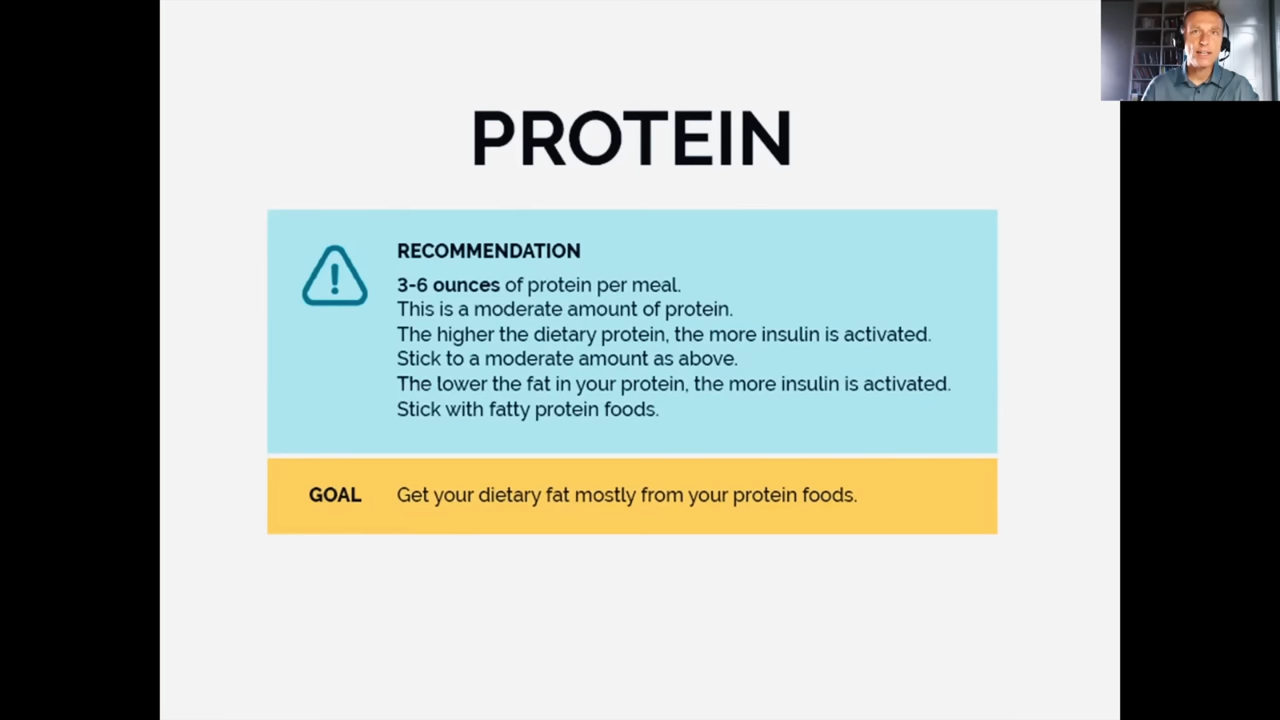 PROTEIN
RECOMMENDATION
3-6 ounces of protein per meal.
This is a moderate amount of protein.
The higher the dietary protein, the more insulin is activated.
Stick to a moderate amount as above.
The lower the fat in your protein, the more insulin is activated.
Stick with fatty protein foods.
GOAL Get your dietary fat mostly from your protein foods.